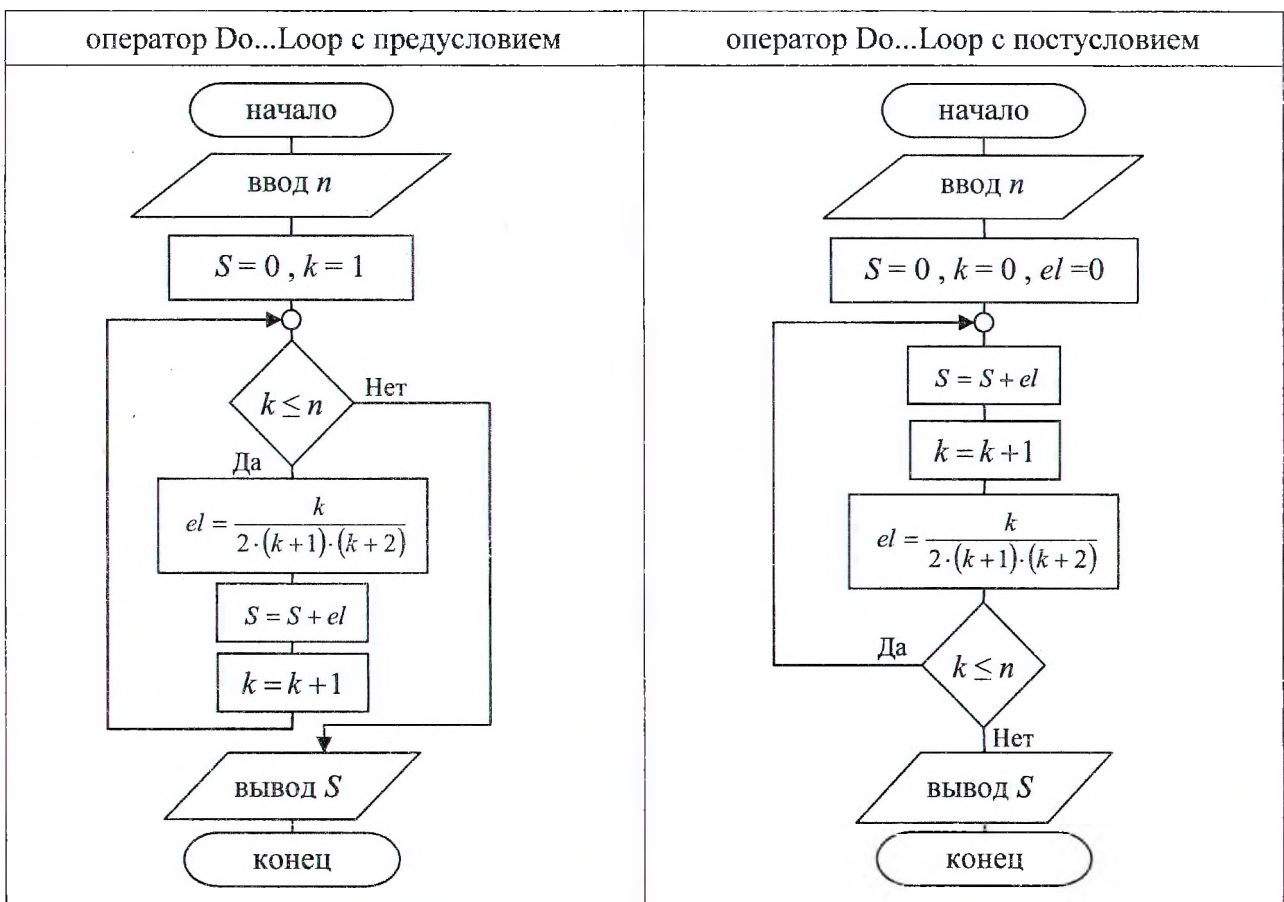 оператор Do...Loop с предусловием
начало
ввод n
S = 0 , k = 1
k ≤ n
Нет
Да
el = k / 2·(k+1)·(k+2)
S = S + el
k = k +1
вывод S
конец
оператор Do...Loop с постусловием
начало
ввод n
S = 0 , k = 0 , el =0
S = S + el
k = k +1
el = k / 2·(k+1)·(k+2)
Да
k ≤ n
Нет
вывод S
конец